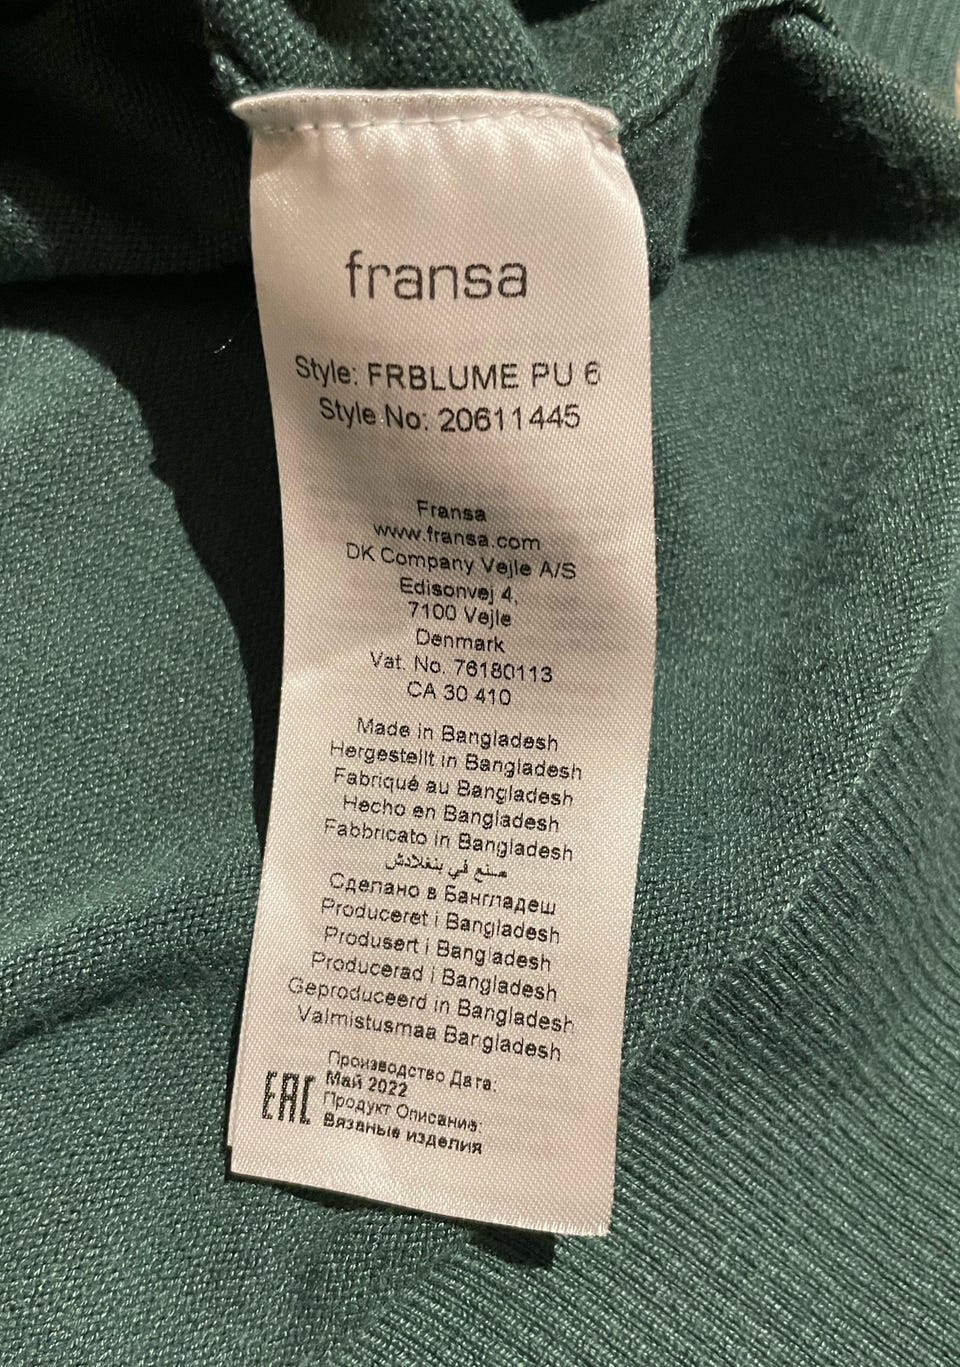 fransa
Style: FRBLUME PU 6
Style No: 20611445
Fransa
www.fransa.com
DK Company Vejle A/S
Edisonvej 4,
7100 Vejle
Denmark
Vat. No. 76180113
CA 30 410
Made in Bangladesh
Hergestellt in Bangladesh
Fabriqué au Bangladesh
Hecho en Bangladesh
Fabbricato in Bangladesh
صنع في بنغلادش
Сделано в Бангладеш
Produceret i Bangladesh
Produsert i Bangladesh
Producerad i Bangladesh
Geproduceerd in Bangladesh
Valmistusmaa Bangladesh
EAC
Производство Дата:
Май 2022
Продукт Описание:
Вязаные изделия